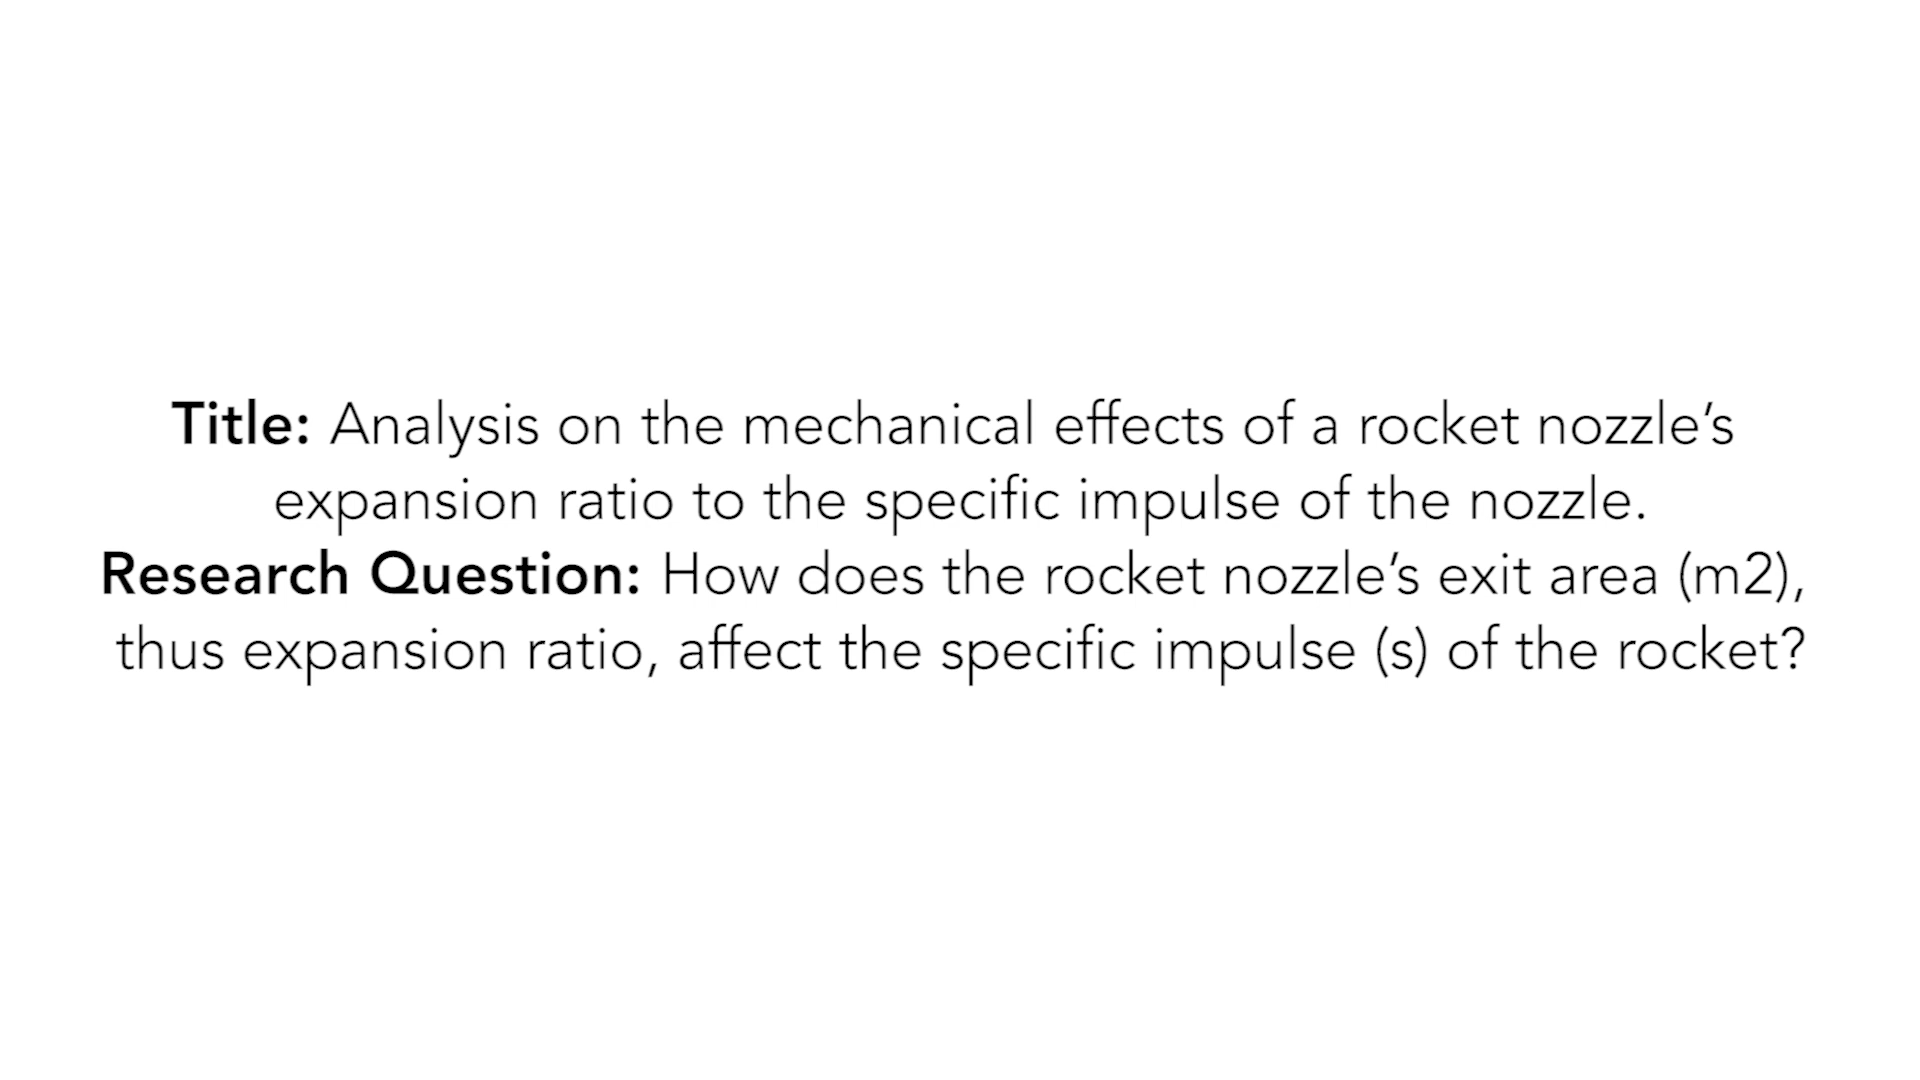 Title: Analysis on the mechanical effects of a rocket nozzle’s
expansion ratio to the specific impulse of the nozzle.
Research Question: How does the rocket nozzle’s exit area (m2),
thus expansion ratio, affect the specific impulse (s) of the rocket?